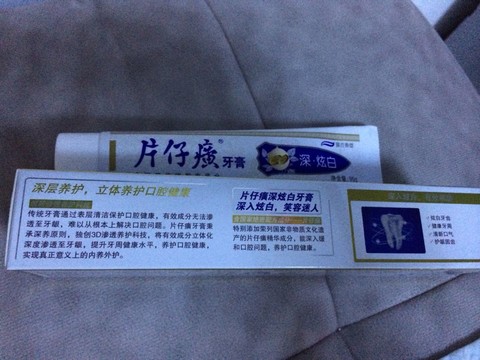 片仔癀®牙膏
深·炫白
深层养护，立体养护口腔健康
传统牙膏通过表层清洁保护口腔健康，有效成分无法渗
透至牙龈，难以从根本上解决口腔问题。片仔癀牙膏秉
承深养原则，独创3D渗透养护科技，将有效成分立体化
深度渗透至牙龈，提升牙周健康水平，养护口腔健康，
实现真正意义上的内养外护。
片仔癀深炫白牙膏
深入炫白，笑容迷人
特别添加荣列国家非物质文化遗
产的片仔癀精华成分，能深入缓
和口腔问题，养护口腔健康。
炫白牙齿
健康牙周
清新口气
护龈固齿